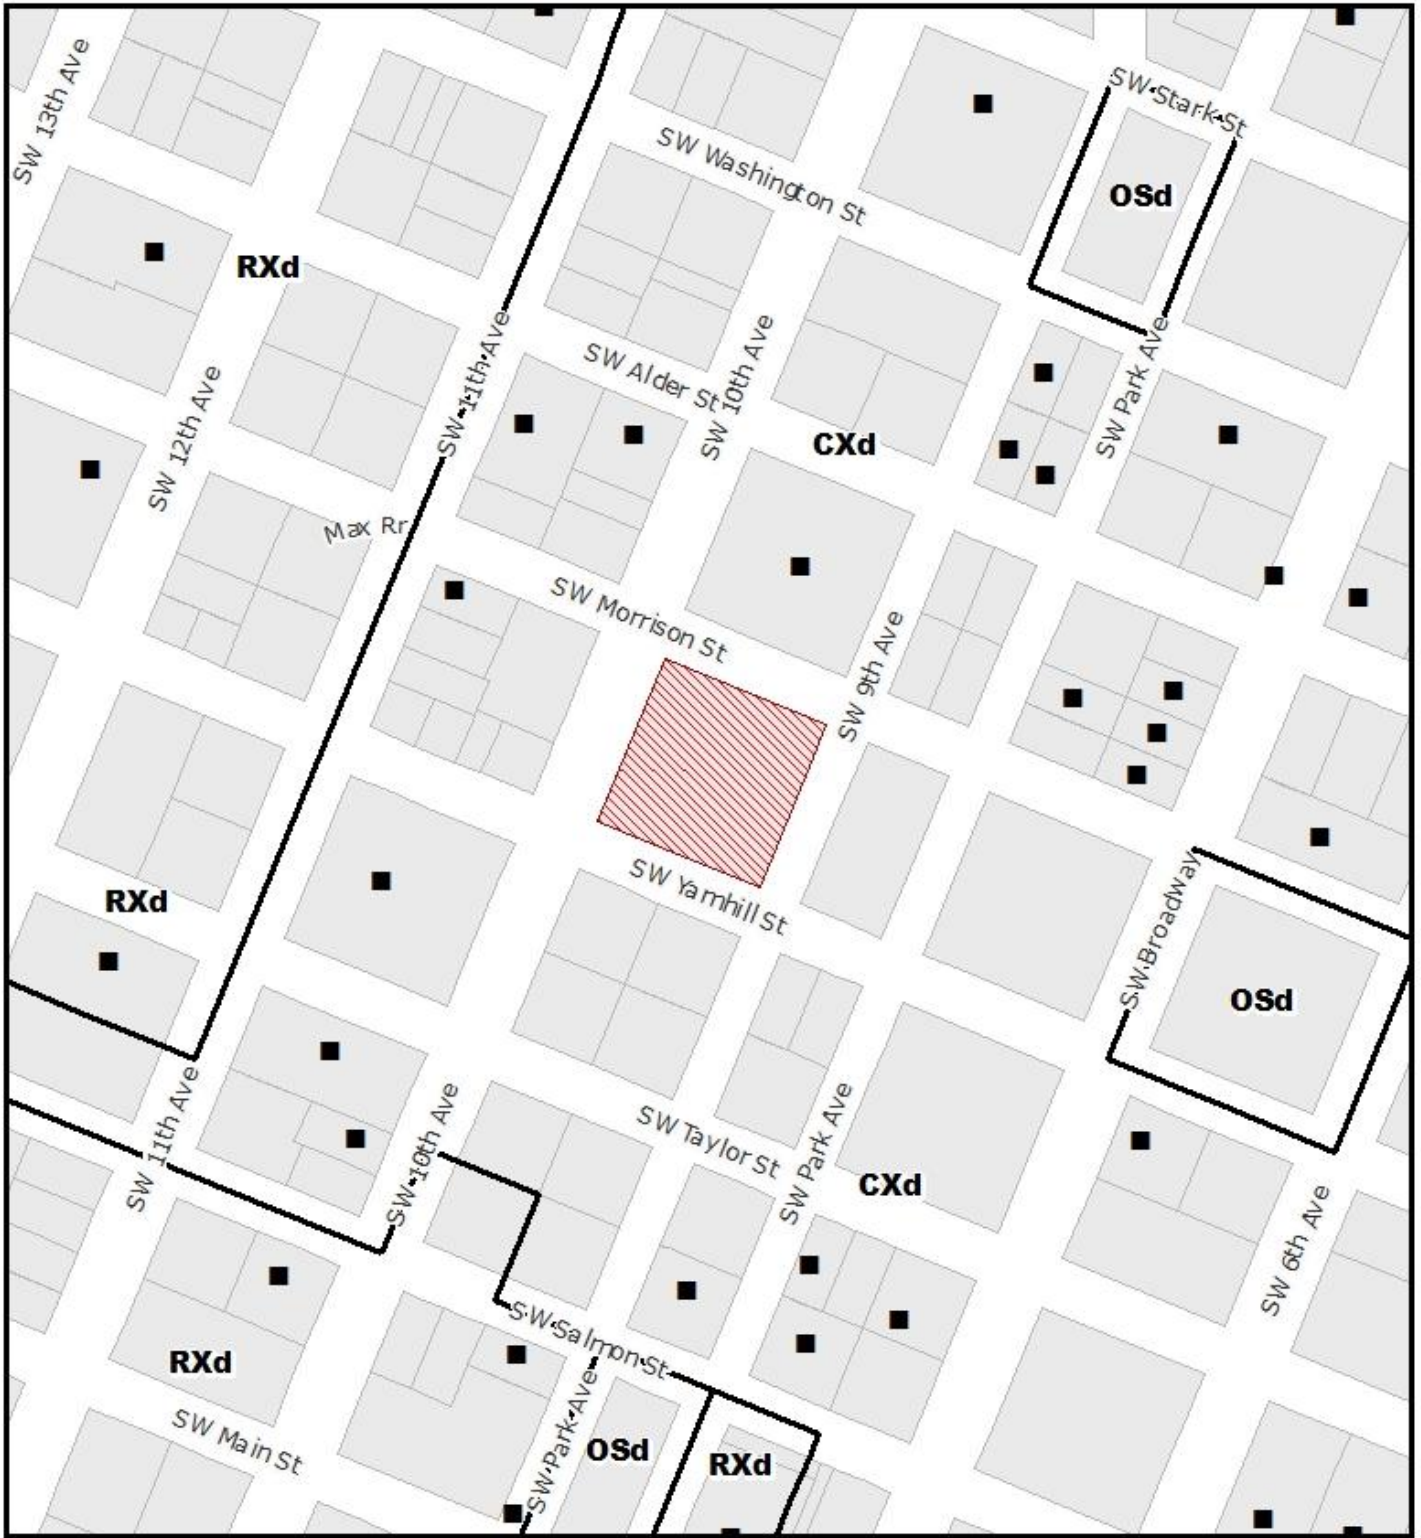 SW Stark St
SW 13th Ave
SW Washington St
OSd
RXd
SW 11th Ave
SW 10th Ave
SW Park Ave
SW Alder St
SW 12th Ave
CXd
Max Rr
SW Morrison St
SW 9th Ave
SW Yamhill St
RXd
SW Broadway
OSd
SW 11th Ave
SW 10th Ave
SW Taylor St
SW Park Ave
CXd
SW 6th Ave
SW Salmon St
RXd
SW Main St
SW Park Ave
OSd
RXd